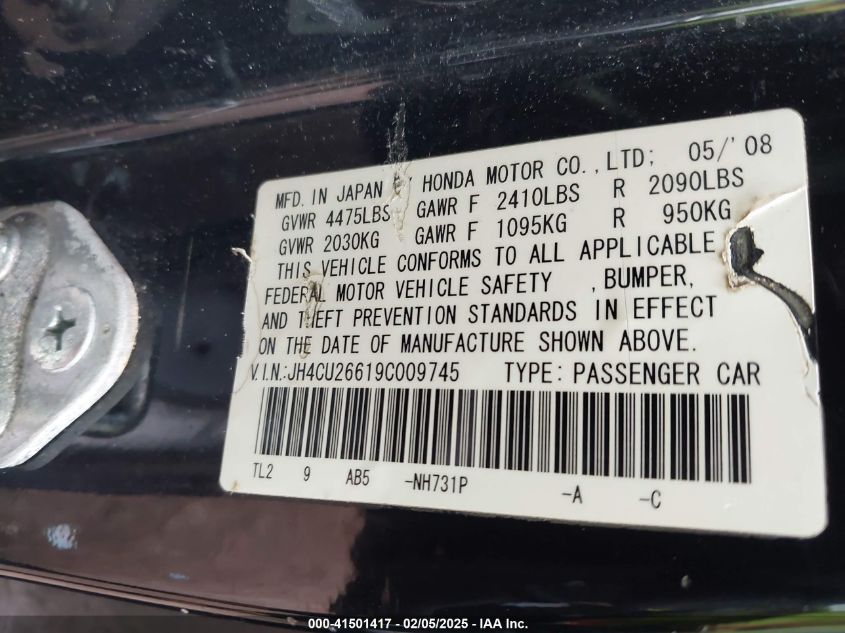 MFD. IN JAPAN BY HONDA MOTOR CO.,LTD; 05/'08
GVWR 4475LBS GAWR F 2410LBS R 2090LBS
GVWR 2030KG GAWR F 1095KG R 950KG
THIS VEHICLE CONFORMS TO ALL APPLICABLE
FEDERAL MOTOR VEHICLE SAFETY , BUMPER,
AND THEFT PREVENTION STANDARDS IN EFFECT
ON THE DATE OF MANUFACTURE SHOWN ABOVE.
V.I.N.:JH4CU26619C009745 TYPE: PASSENGER CAR
TL2 9 AB5 -NH731P -A -C
000-41501417 - 02/05/2025 - IAA Inc.